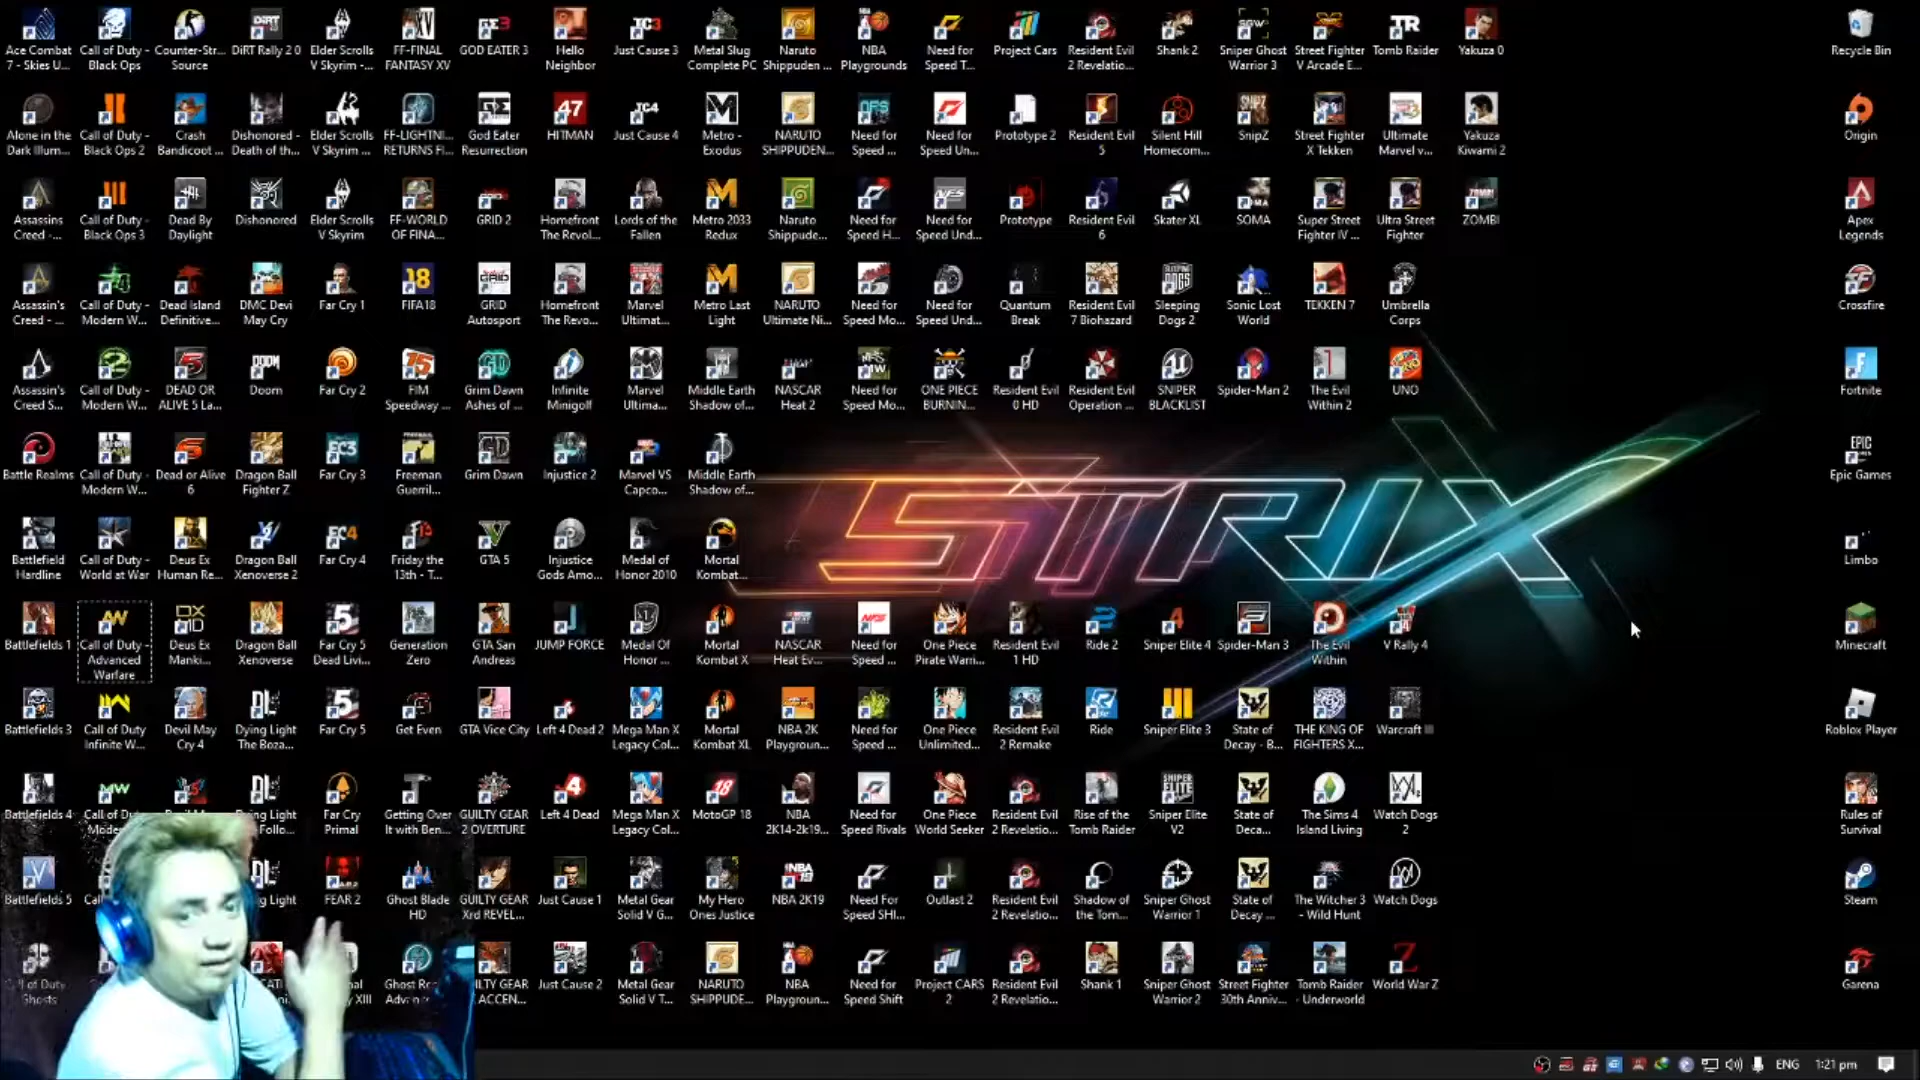 Ace Combat 7 - Skies U...
Call of Duty - Black Ops
Counter-Str... Source
DiRT Rally 2 0
Elder Scrolls V Skyrim -...
FF-FINAL FANTASY XV
GOD EATER 3
Hello Neighbor
Just Cause 3
Metal Slug Complete PC
Naruto Shippuden ...
NBA Playgrounds
Need for Speed T...
Project Cars
Resident Evil 2 Revelatio...
Shank 2
Sniper Ghost Warrior 3
Street Fighter V Arcade E...
Tomb Raider
Yakuza 0
Recycle Bin
Alone in the Dark Illum...
Call of Duty - Black Ops 2
Crash Bandicoot ...
Dishonored - Death of th...
Elder Scrolls V Skyrim ...
FF-LIGHTNI... RETURNS FI...
God Eater Resurrection
HITMAN
Just Cause 4
Metro - Exodus
NARUTO SHIPPUDEN...
Need for Speed ...
Need for Speed Un...
Prototype 2
Resident Evil 5
Silent Hill Homecom...
SnipZ
Street Fighter X Tekken
Ultimate Marvel v...
Yakuza Kiwami 2
Origin
Assassins Creed -...
Call of Duty - Black Ops 3
Dead By Daylight
Dishonored
Elder Scrolls V Skyrim
FF-WORLD OF FINA...
GRID 2
Homefront The Revol...
Lords of the Fallen
Metro 2033 Redux
Naruto Shippude...
Need for Speed H...
Need for Speed Und...
Prototype
Resident Evil 6
Skater XL
SOMA
Super Street Fighter IV ...
Ultra Street Fighter
ZOMBI
Apex Legends
Assassin's Creed - ...
Call of Duty - Modern W...
Dead Island Definitive...
DMC Devi May Cry
Far Cry 1
FIFA18
GRID Autosport
Homefront The Revo...
Marvel Ultimat...
Metro Last Light
NARUTO Ultimate Ni...
Need for Speed Mo...
Need for Speed Und...
Quantum Break
Resident Evil 7 Biohazard
Sleeping Dogs 2
Sonic Lost World
TEKKEN 7
Umbrella Corps
Crossfire
Assassin's Creed S...
Call of Duty - Modern W...
DEAD OR ALIVE 5 La...
Doom
Far Cry 2
FIM Speedway ...
Grim Dawn Ashes of ...
Infinite Minigolf
Marvel Ultima...
Middle Earth Shadow of...
NASCAR Heat 2
Need for Speed Mo...
ONE PIECE BURNIN...
Resident Evil 0 HD
Resident Evil Operation ...
SNIPER BLACKLIST
Spider-Man 2
The Evil Within 2
UNO
Fortnite
Battle Realms
Call of Duty - Modern W...
Dead or Alive 6
Dragon Ball Fighter Z
Far Cry 3
Freeman Guerril...
Grim Dawn
Injustice 2
Marvel VS Capco...
Middle Earth Shadow of...
Epic Games
STRIX
Battlefield Hardline
Call of Duty - World at War
Deus Ex Human Re...
Dragon Ball Xenoverse 2
Far Cry 4
Friday the 13th - T...
GTA 5
Injustice Gods Amo...
Medal of Honor 2010
Mortal Kombat...
Limbo
Battlefields 1
Call of Duty - Advanced Warfare
Deus Ex Manki...
Dragon Ball Xenoverse
Far Cry 5 Dead Livi...
Generation Zero
GTA San Andreas
JUMP FORCE
Medal Of Honor ...
Mortal Kombat X
NASCAR Heat Ev...
Need for Speed ...
One Piece Pirate Warri...
Resident Evil 1 HD
Ride 2
Sniper Elite 4
Spider-Man 3
The Evil Within
V Rally 4
Minecraft
Battlefields 3
Call of Duty Infinite W...
Devil May Cry 4
Dying Light The Boza...
Far Cry 5
Get Even
GTA Vice City
Left 4 Dead 2
Mega Man X Legacy Col...
Mortal Kombat XL
NBA 2K Playgroun...
Need for Speed ...
One Piece Unlimited...
Resident Evil 2 Remake
Ride
Sniper Elite 3
State of Decay - B...
THE KING OF FIGHTERS X...
Warcraft III
Roblox Player
Battlefields 4
Call of Du...
Far Cry Primal
Getting Over It with Ben...
GUILTY GEAR 2 OVERTURE
Left 4 Dead
Mega Man X Legacy Col...
MotoGP 18
NBA 2K14-2k19...
Need for Speed Rivals
One Piece World Seeker
Resident Evil 2 Revelatio...
Rise of the Tomb Raider
Sniper Elite V2
State of Deca...
The Sims 4 Island Living
Watch Dogs 2
Rules of Survival
Battlefields 5
FEAR 2
Ghost Blade HD
GUILTY GEAR Xrd REVEL...
Just Cause 1
Metal Gear Solid V G...
My Hero Ones Justice
NBA 2K19
Need For Speed SHI...
Outlast 2
Resident Evil 2 Revelatio...
Shadow of the Tom...
Sniper Ghost Warrior 1
State of Decay ...
The Witcher 3 - Wild Hunt
Watch Dogs
Steam
Just Cause 2
Metal Gear Solid V T...
NARUTO SHIPPUDE...
NBA Playgroun...
Need for Speed Shift
Project CARS 2
Resident Evil 2 Revelatio...
Shank 1
Sniper Ghost Warrior 2
Street Fighter 30th Anniv...
Tomb Raider - Underworld
World War Z
Garena
ENG
1:21 pm